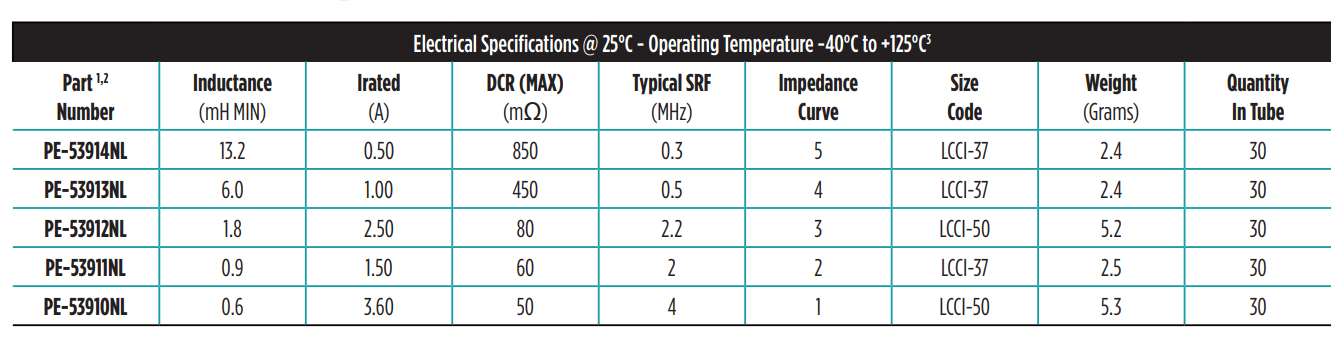 Electrical Specifications @ 25°C - Operating Temperature -40°C to +125°C³
Part ¹,² Number Inductance (mH MIN) Irated (A) DCR (MAX) (mΩ) Typical SRF (MHz) Impedance Curve Size Code Weight (Grams) Quantity In Tube
PE-53914NL 13.2 0.50 850 0.3 5 LCCI-37 2.4 30
PE-53913NL 6.0 1.00 450 0.5 4 LCCI-37 2.4 30
PE-53912NL 1.8 2.50 80 2.2 3 LCCI-50 5.2 30
PE-53911NL 0.9 1.50 60 2 2 LCCI-37 2.5 30
PE-53910NL 0.6 3.60 50 4 1 LCCI-50 5.3 30